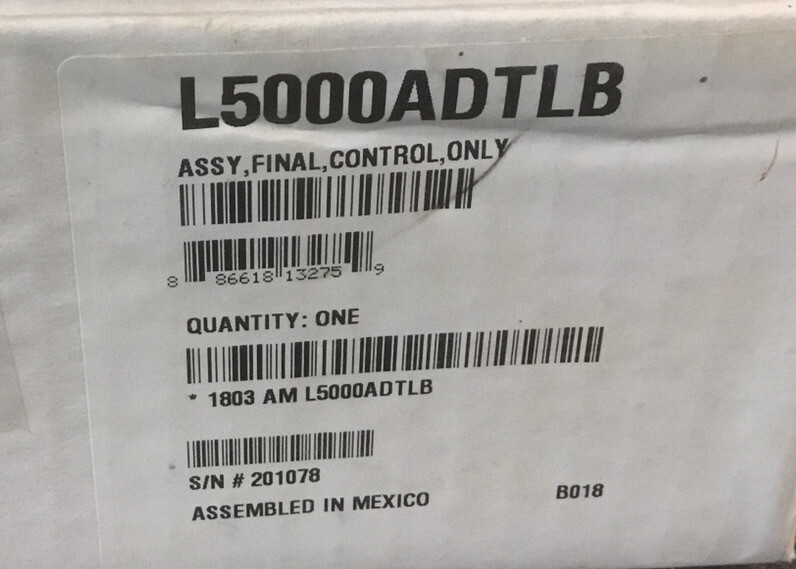 L5000ADTLB
ASSY,FINAL,CONTROL,ONLY
8 86618 13275 9
QUANTITY: ONE
* 1803 AM L5000ADTLB
S/N # 201078
ASSEMBLED IN MEXICO
B018